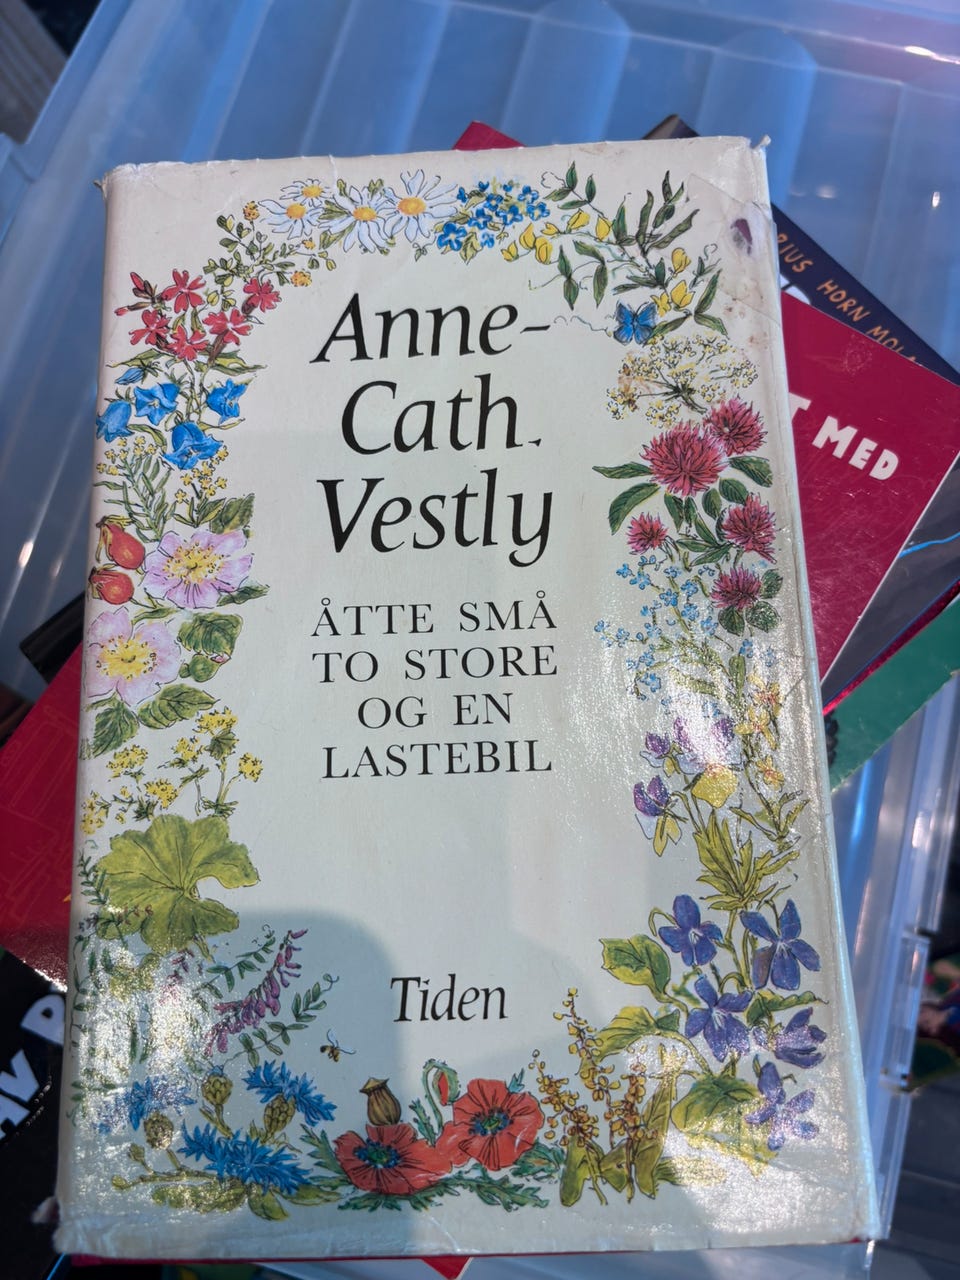 Anne-
Cath.
Vestly
ÅTTE SMÅ
TO STORE
OG EN
LASTEBIL
Tiden
HORN
MED